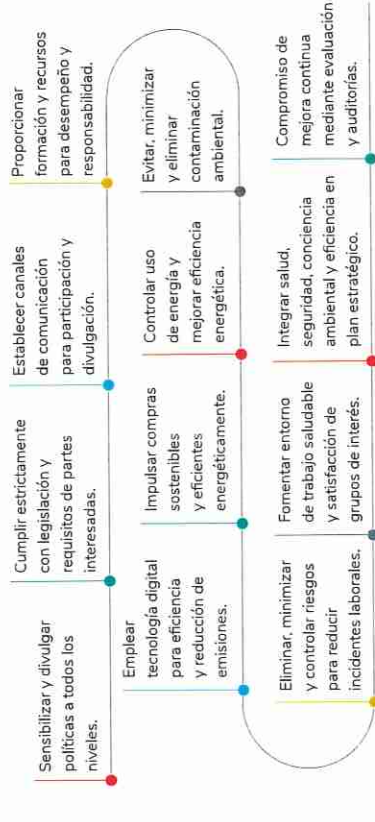 Sensibilizar y divulgar
políticas a todos los
niveles.
Cumplir estrictamente
con legislación y
requisitos de partes
interesadas.
Establecer canales
de comunicación
para participación y
divulgación.
Proporcionar
formación y recursos
para desempeño y
responsabilidad.
Emplear
tecnología digital
para eficiencia
y reducción de
emisiones.
Impulsar compras
sostenibles
y eficientes
energéticamente.
Controlar uso
de energía y
mejorar eficiencia
energética.
Evitar, minimizar
y eliminar
contaminación
ambiental.
Eliminar, minimizar
y controlar riesgos
para reducir
incidentes laborales.
Fomentar entorno
de trabajo saludable
y satisfacción de
grupos de interés.
Integrar salud,
seguridad, conciencia
ambiental y eficiencia en
plan estratégico.
Compromiso de
mejora continua
mediante evaluación
y auditorías.